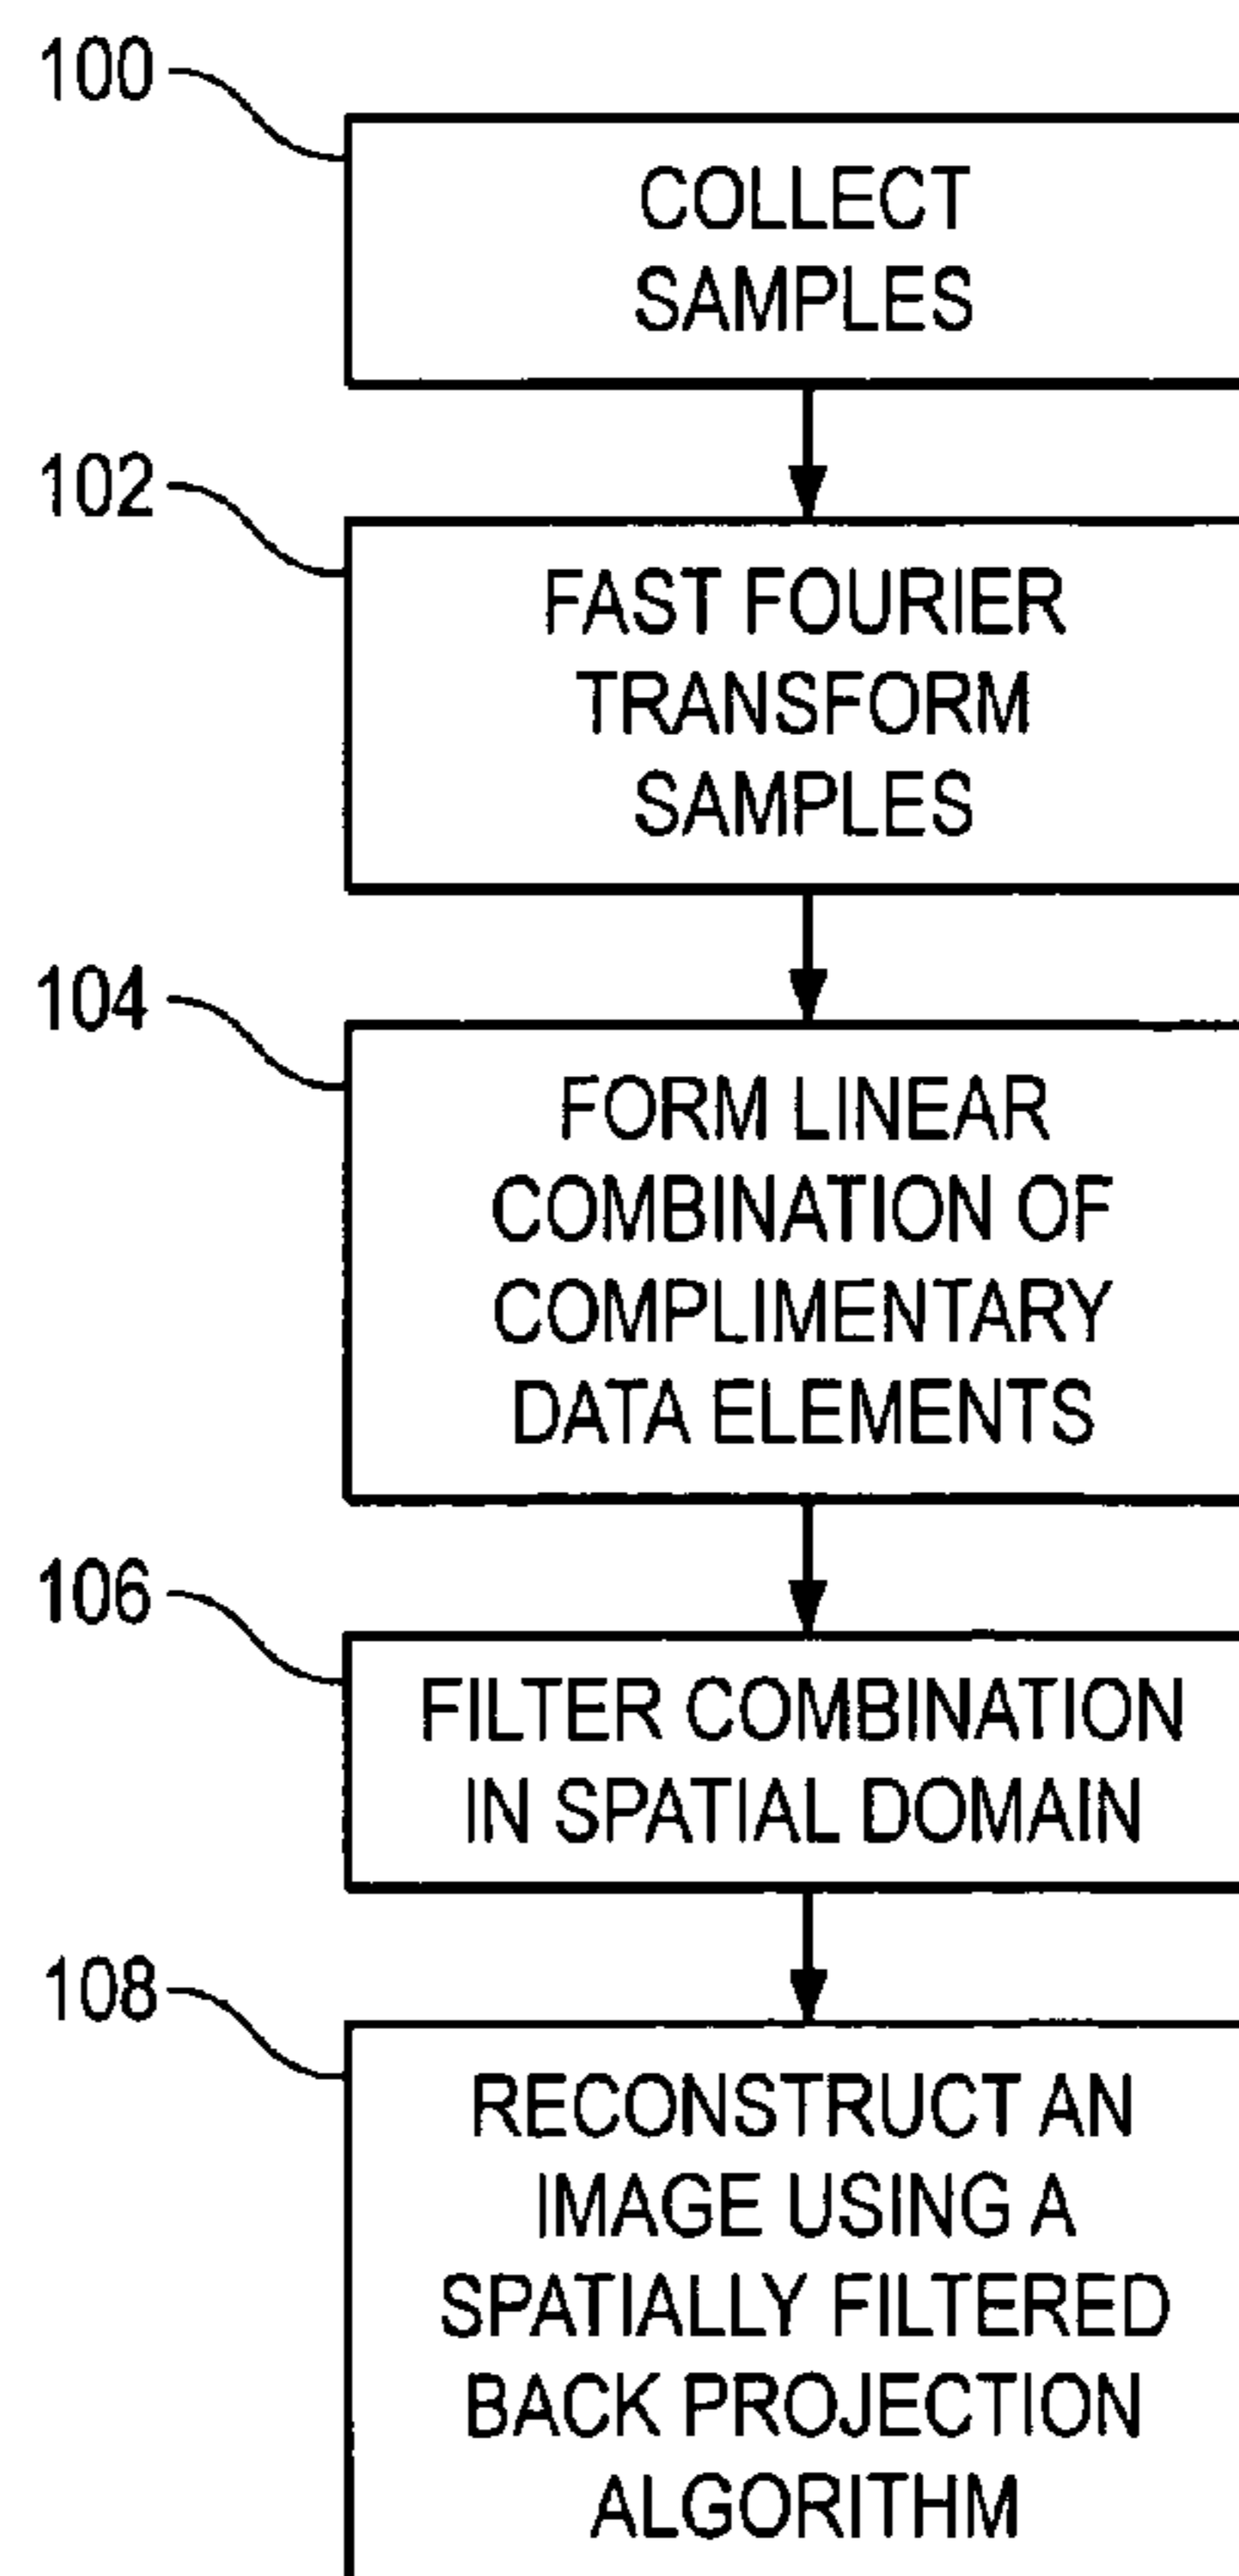 100
COLLECT
SAMPLES
102
FAST FOURIER
TRANSFORM
SAMPLES
104
FORM LINEAR
COMBINATION OF
COMPLIMENTARY
DATA ELEMENTS
106
FILTER COMBINATION
IN SPATIAL DOMAIN
108
RECONSTRUCT AN
IMAGE USING A
SPATIALLY FILTERED
BACK PROJECTION
ALGORITHM